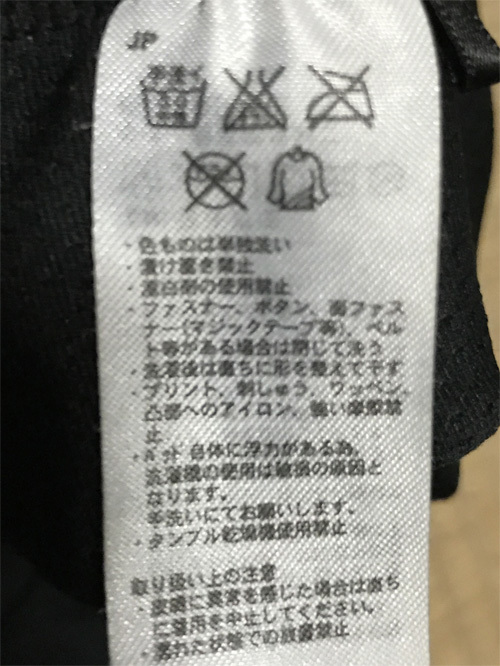 JP
手洗イ
・色ものは単独洗い
・漬け置き禁止
・漂白剤の使用禁止
・ファスナー、ボタン、面ファス
ナー(マジックテープ等)、ベル
ト等がある場合は閉じて洗う
・洗濯後は直ちに形を整えて干す
・プリント、刺しゅう、ワッペン、
凸部へのアイロン、強い摩擦禁
止
・パッド自体に浮力がある為、
洗濯機の使用は破損の原因と
なります。
手洗いにてお願いします。
・タンブル乾燥機使用禁止
取り扱い上の注意
・皮膚に異常を感じた場合は直ち
に着用を中止してください。
・濡れた状態での放置禁止